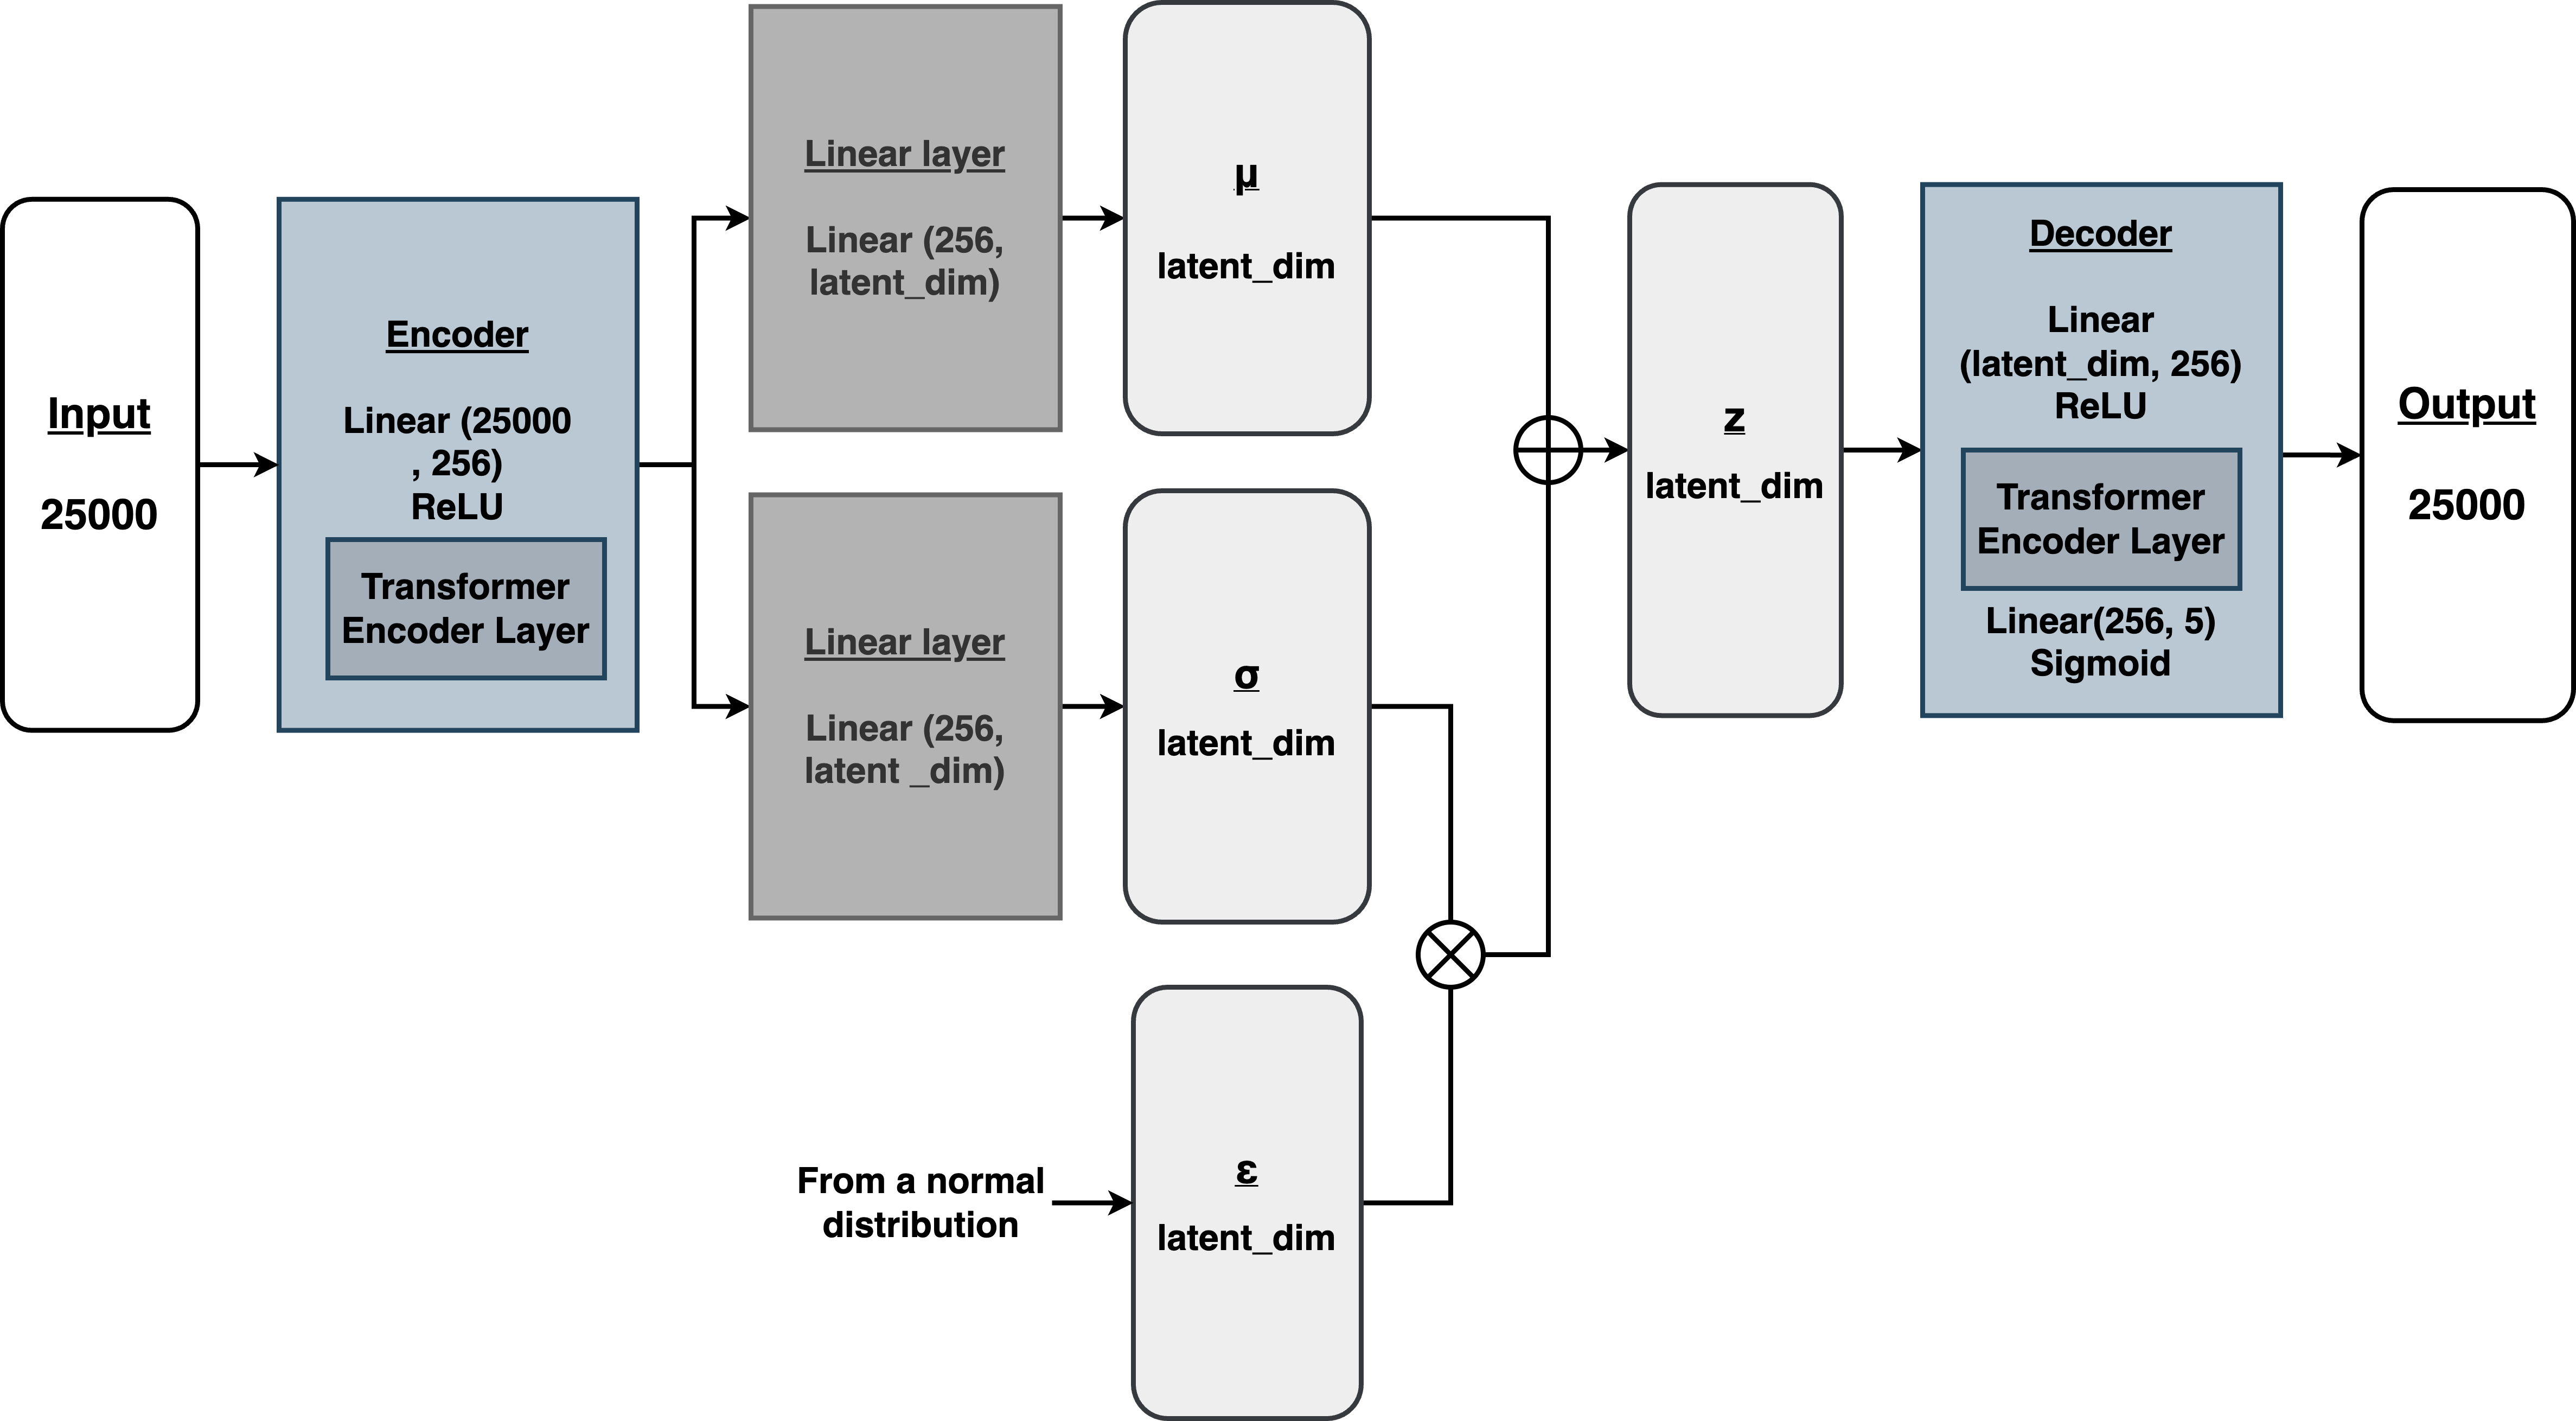 Input
25000
Encoder
Linear (25000
, 256)
ReLU
Transformer
Encoder Layer
Linear layer
Linear (256,
latent_dim)
μ
latent_dim
Linear layer
Linear (256,
latent _dim)
σ
latent_dim
From a normal
distribution
ε
latent_dim
z
latent_dim
Decoder
Linear
(latent_dim, 256)
ReLU
Transformer
Encoder Layer
Linear(256, 5)
Sigmoid
Output
25000